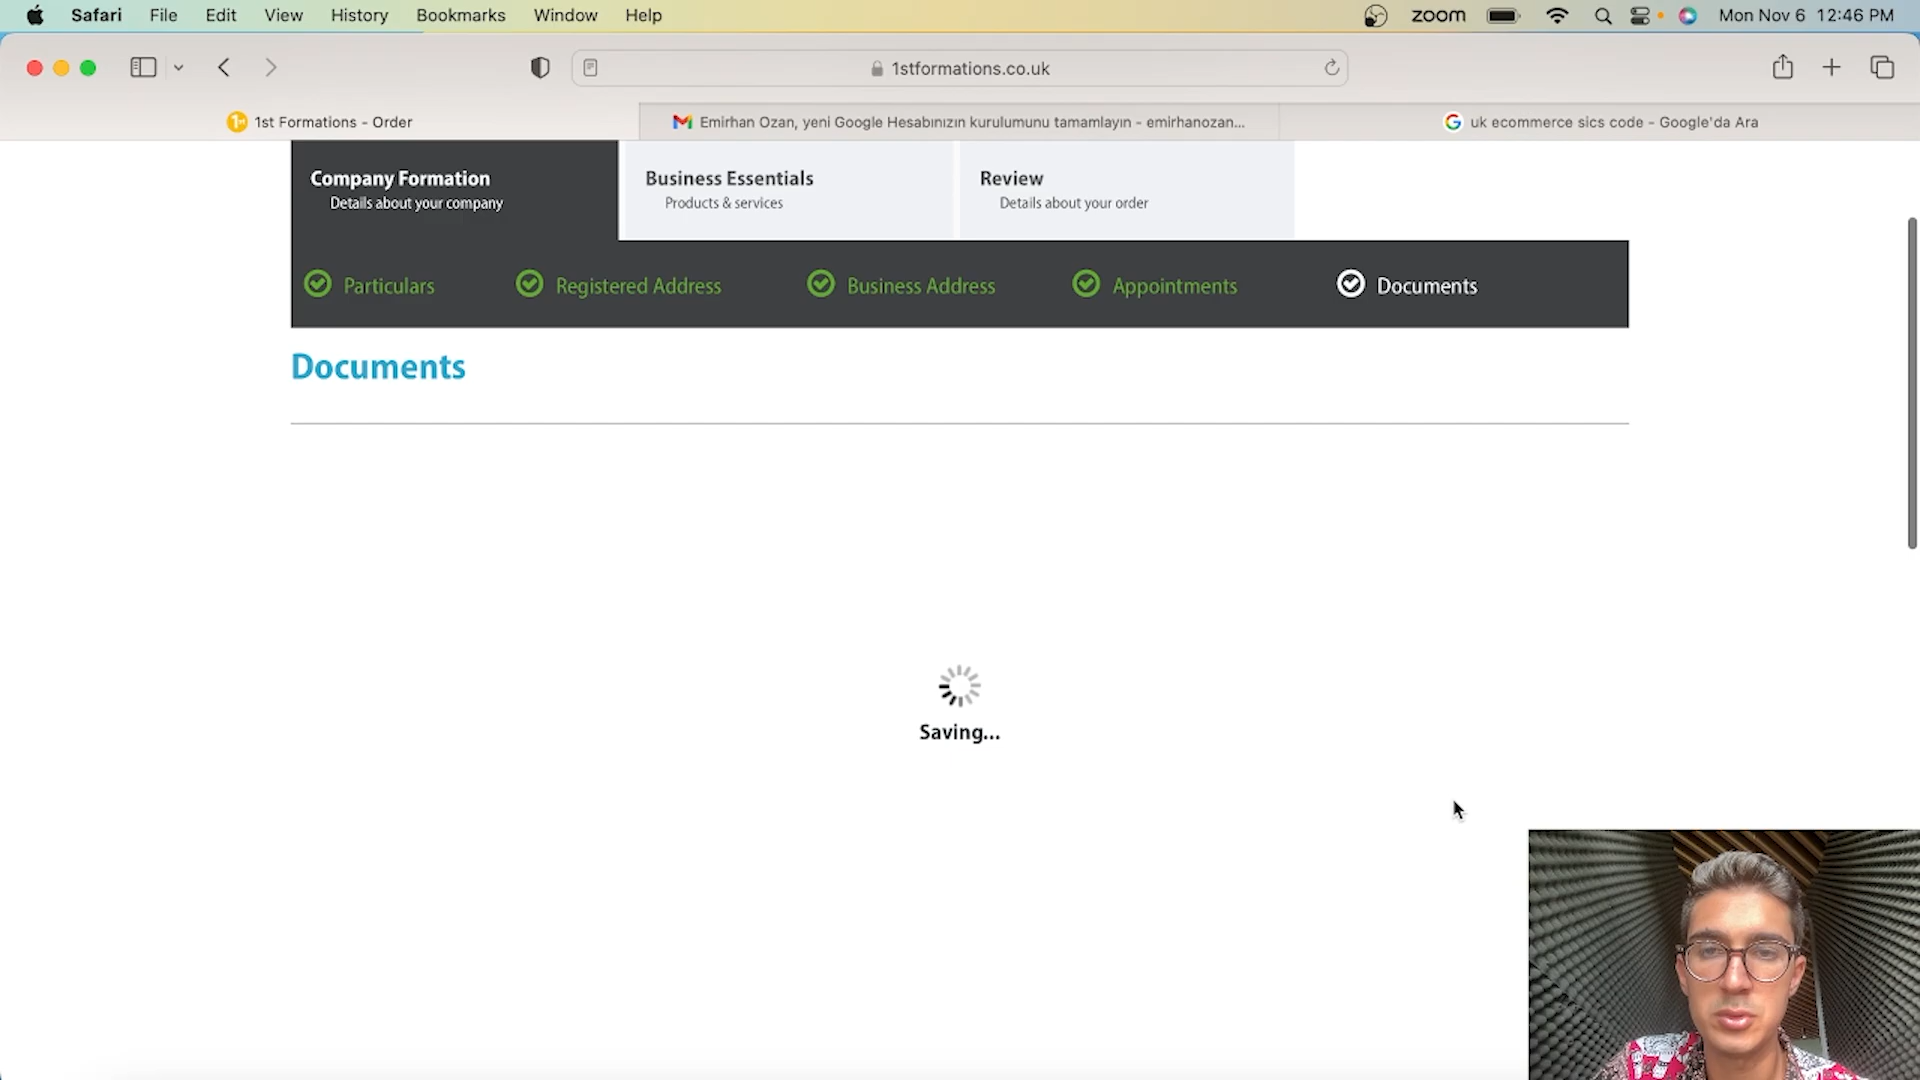 Safari File Edit View History Bookmarks Window Help zoom Mon Nov 6 12:46 PM
1stformations.co.uk
1st Formations - Order
Emirhan Ozan, yeni Google Hesabınızın kurulumunu tamamlayın - emirhanozan...
uk ecommerce sics code - Google'da Ara
Company Formation
Details about your company
Business Essentials
Products & services
Review
Details about your order
Particulars Registered Address Business Address Appointments Documents
Documents
Saving...